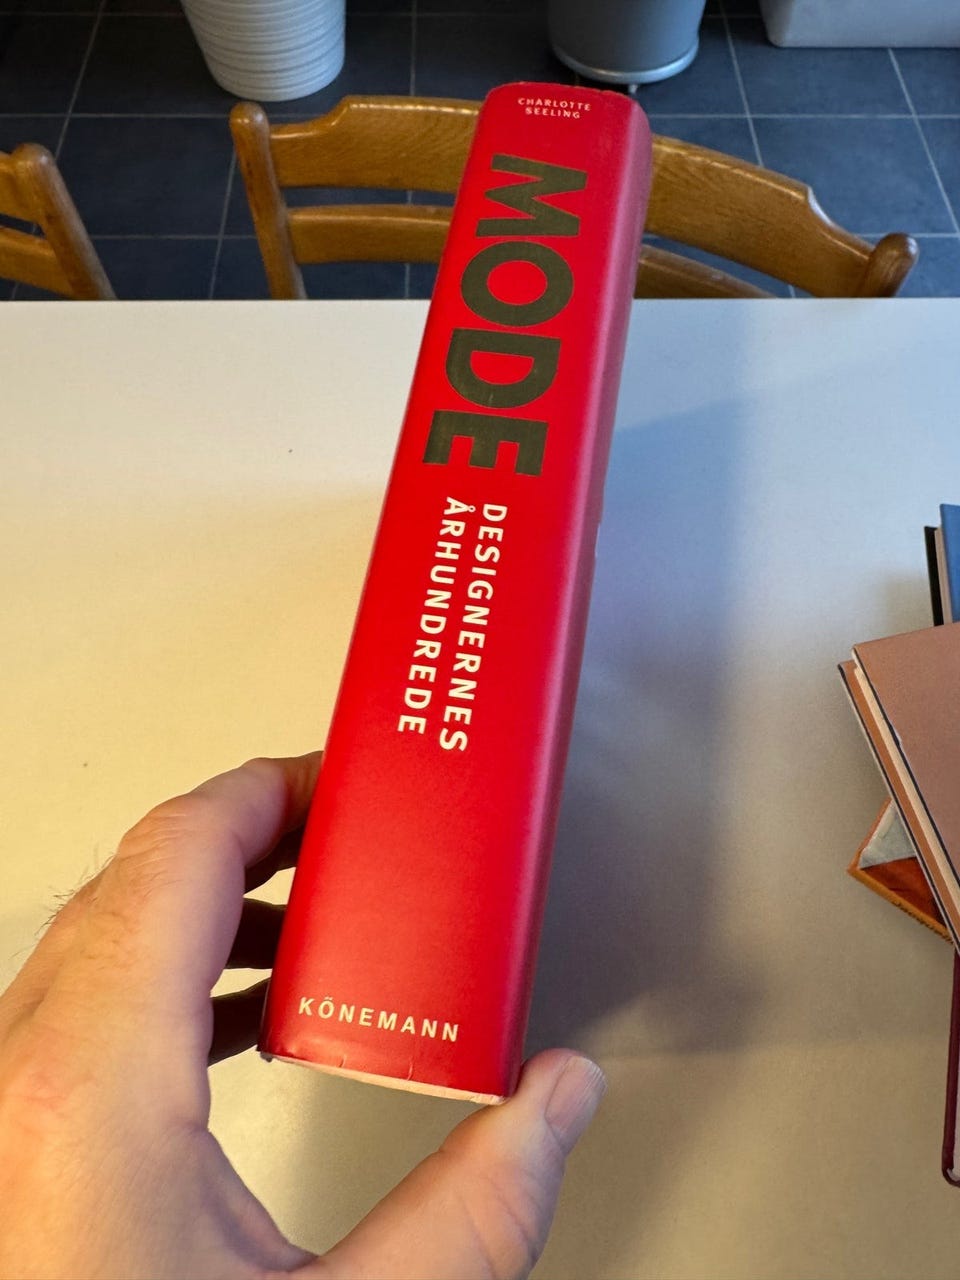 CHARLOTTE
SEELING
MODE
DESIGNERNES
ÅRHUNDREDE
KÖNEMANN